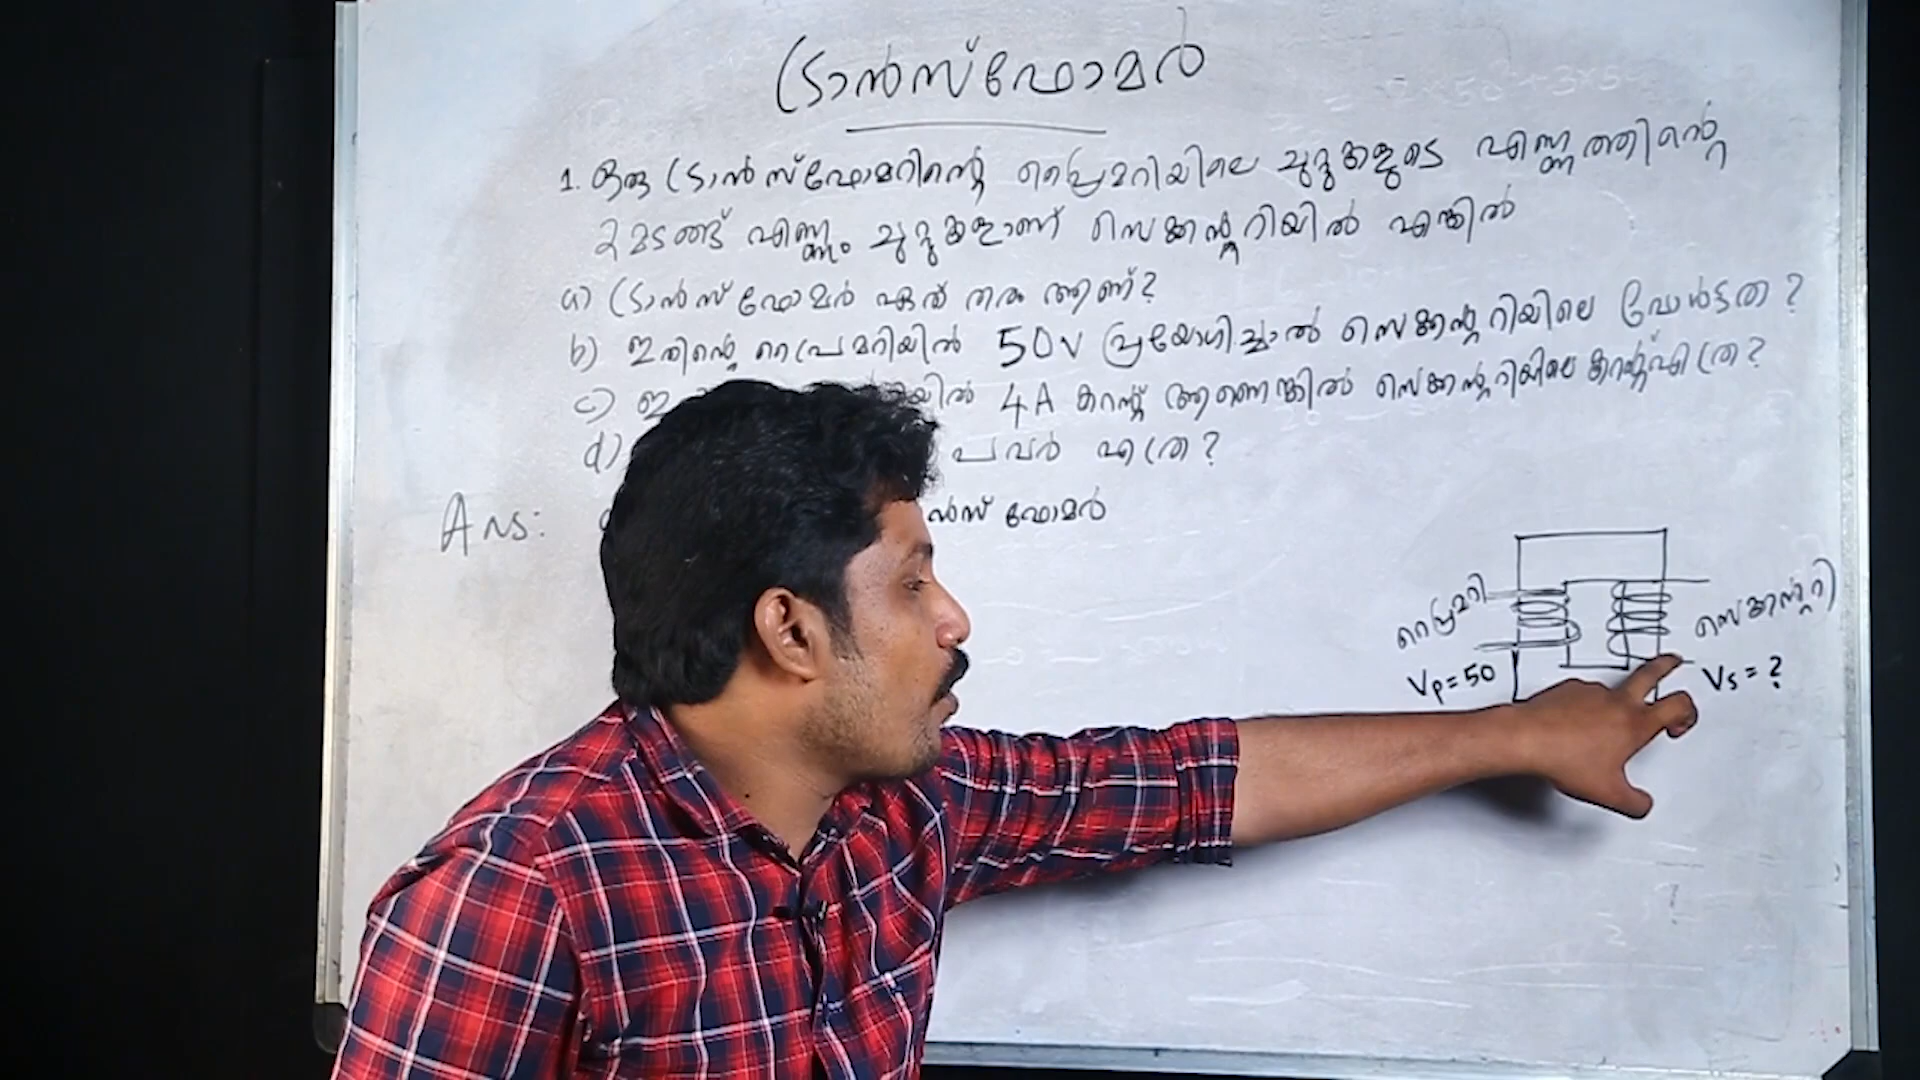 ട്രാൻസ്ഫോമർ
1. ഒരു ട്രാൻസ്ഫോമറിന്റെ പ്രൈമറിയിലെ ചുറ്റുകളുടെ എണ്ണത്തിന്റെ
2 മടങ്ങ് എണ്ണം ചുറ്റുകളാണ് സെക്കന്ററിയിൽ എങ്കിൽ
a) ട്രാൻസ്ഫോമർ ഏത് തരം ആണ്?
b) ഇതിന്റെ പ്രൈമറിയിൽ 50V പ്രയോഗിച്ചാൽ സെക്കന്ററിയിലെ വോൾട്ടത?
c) 4A കറന്റ് ആണെങ്കിൽ സെക്കന്ററിയിലെ കറന്റ് എത്ര?
d) പവർ എത്ര?
Ans:
പ്രൈമറി
സെക്കന്ററി
Vp=50
Vs=?